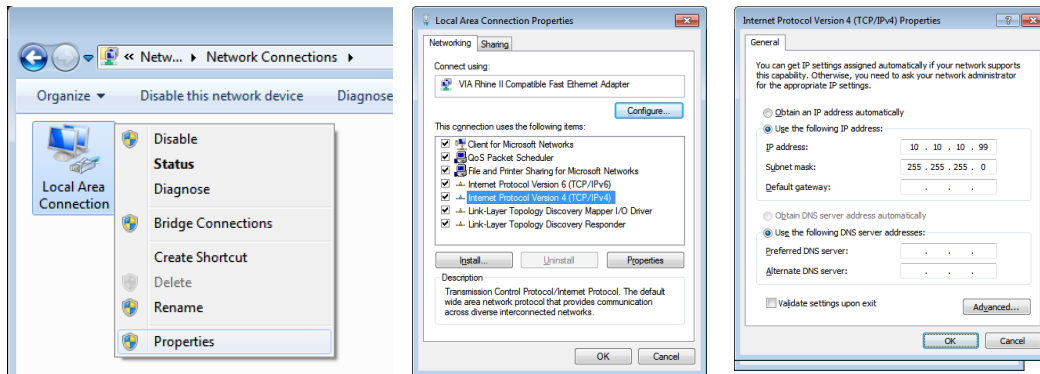 « Netw... Network Connections
Organize Disable this network device Diagnose
Local Area
Connection
Disable
Status
Diagnose
Bridge Connections
Create Shortcut
Delete
Rename
Properties
Local Area Connection Properties
Networking Sharing
Connect using:
VIA Rhine II Compatible Fast Ethernet Adapter
Configure...
This connection uses the following items:
Client for Microsoft Networks
QoS Packet Scheduler
File and Printer Sharing for Microsoft Networks
Internet Protocol Version 6 (TCP/IPv6)
Internet Protocol Version 4 (TCP/IPv4)
Link-Layer Topology Discovery Mapper I/O Driver
Link-Layer Topology Discovery Responder
Install... Uninstall Properties
Description
Transmission Control Protocol/Internet Protocol. The default
wide area network protocol that provides communication
across diverse interconnected networks.
OK Cancel
Internet Protocol Version 4 (TCP/IPv4) Properties
General
You can get IP settings assigned automatically if your network supports
this capability. Otherwise, you need to ask your network administrator
for the appropriate IP settings.
Obtain an IP address automatically
Use the following IP address:
IP address: 10 . 10 . 10 . 99
Subnet mask: 255 . 255 . 255 . 0
Default gateway: . . .
Obtain DNS server address automatically
Use the following DNS server addresses:
Preferred DNS server: . . .
Alternate DNS server: . . .
Validate settings upon exit Advanced...
OK Cancel